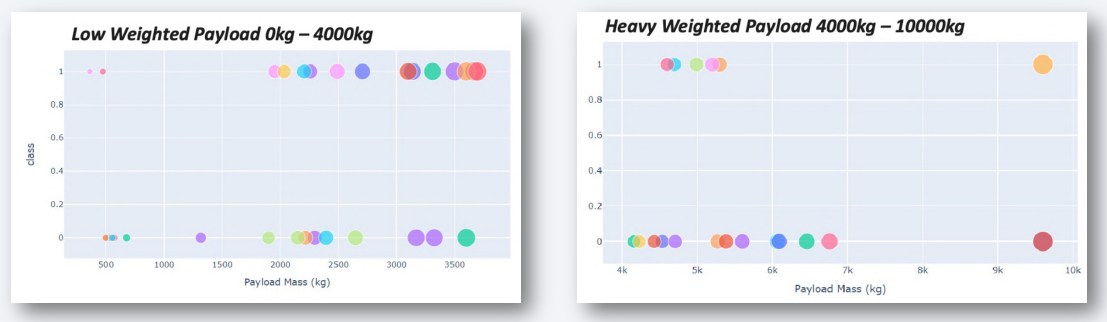 Low Weighted Payload 0kg – 4000kg
1
0.8
0.6
0.4
0.2
0
class
500 1000 1500 2000 2500 3000 3500
Payload Mass (kg)
Heavy Weighted Payload 4000kg – 10000kg
1
0.8
0.6
0.4
0.2
0
4k 5k 6k 7k 8k 9k 10k
Payload Mass (kg)